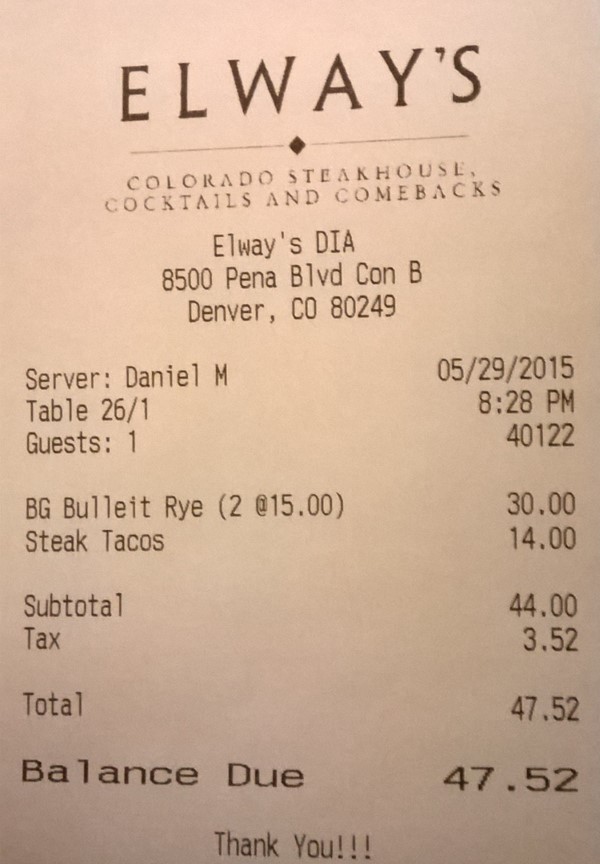 ELWAY'S
COLORADO STEAKHOUSE,
COCKTAILS AND COMEBACKS
Elway's DIA
8500 Pena Blvd Con B
Denver, CO 80249
Server: Daniel M 05/29/2015
Table 26/1 8:28 PM
Guests: 1 40122
BG Bulleit Rye (2 @15.00) 30.00
Steak Tacos 14.00
Subtotal 44.00
Tax 3.52
Total 47.52
Balance Due 47.52
Thank You!!!